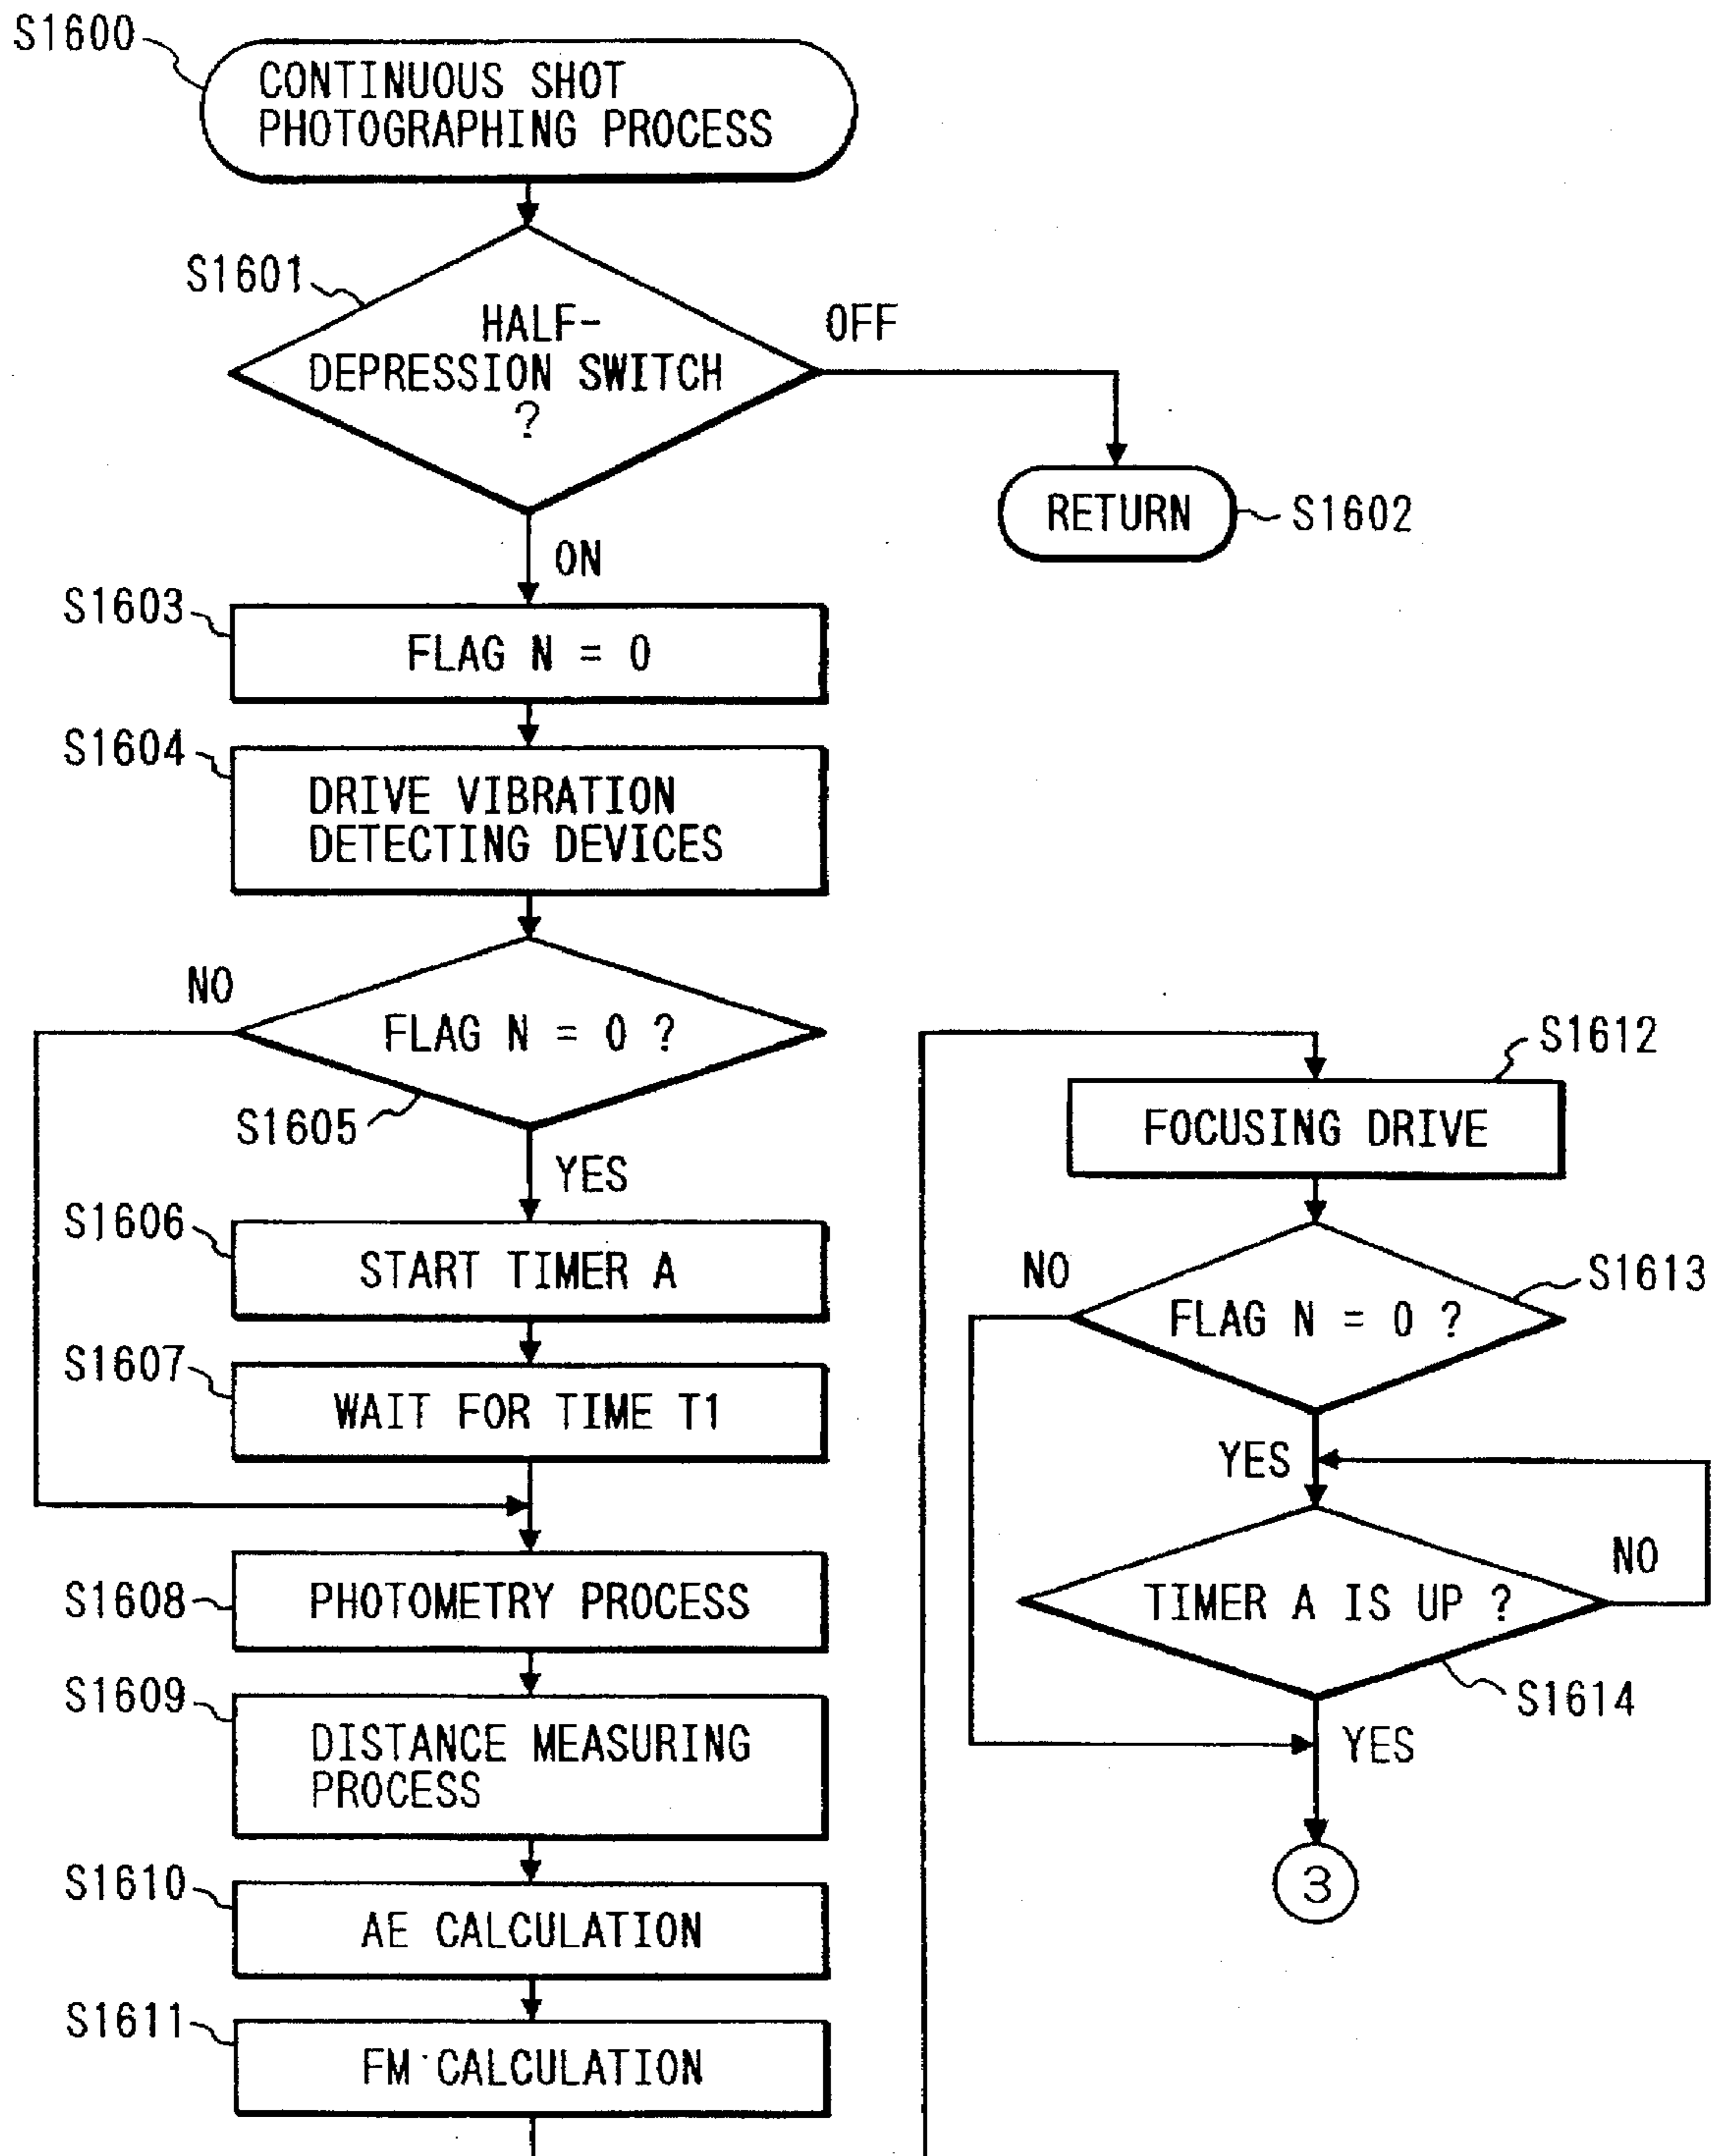 S1600
CONTINUOUS SHOT
PHOTOGRAPHING PROCESS
S1601
HALF-
DEPRESSION SWITCH
?
OFF
RETURN
S1602
ON
S1603
FLAG N = 0
S1604
DRIVE VIBRATION
DETECTING DEVICES
NO
FLAG N = 0 ?
S1605
YES
S1606
START TIMER A
S1607
WAIT FOR TIME T1
S1608
PHOTOMETRY PROCESS
S1609
DISTANCE MEASURING
PROCESS
S1610
AE CALCULATION
S1611
FM CALCULATION
S1612
FOCUSING DRIVE
NO
S1613
FLAG N = 0 ?
YES
NO
TIMER A IS UP ?
S1614
YES
3